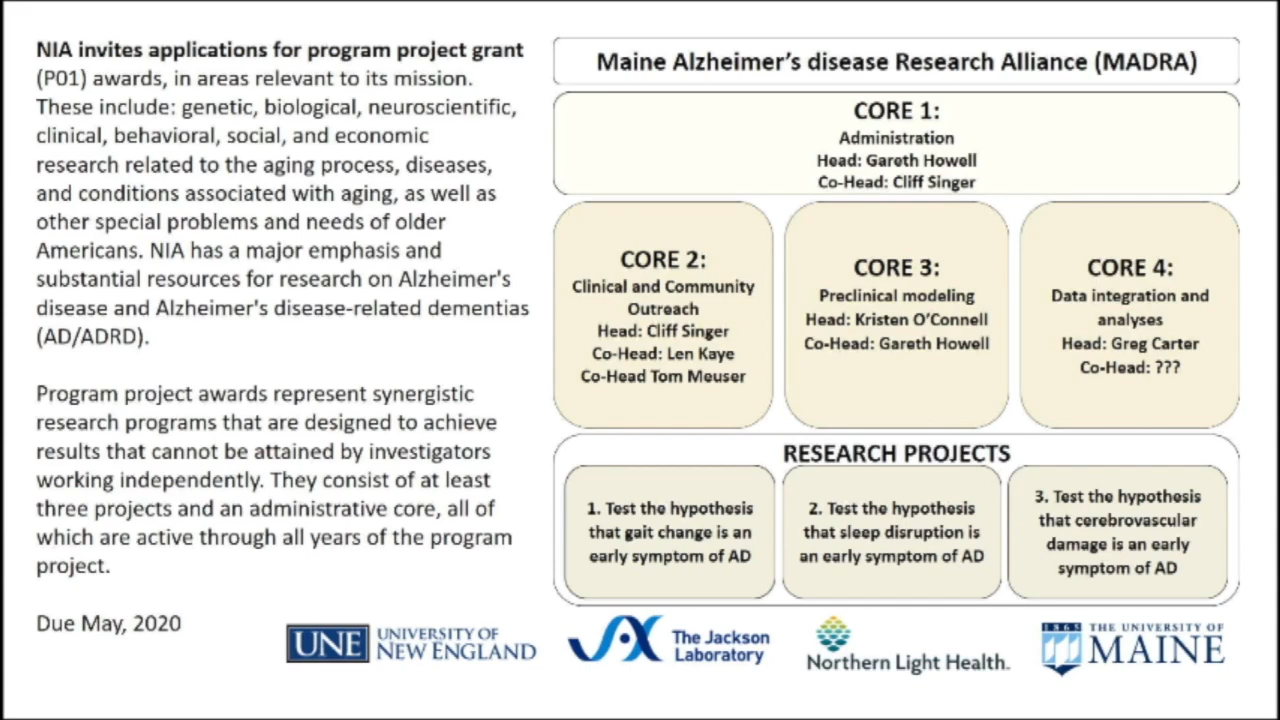 NIA invites applications for program project grant
(P01) awards, in areas relevant to its mission.
These include: genetic, biological, neuroscientific,
clinical, behavioral, social, and economic
research related to the aging process, diseases,
and conditions associated with aging, as well as
other special problems and needs of older
Americans. NIA has a major emphasis and
substantial resources for research on Alzheimer's
disease and Alzheimer's disease-related dementias
(AD/ADRD).
Program project awards represent synergistic
research programs that are designed to achieve
results that cannot be attained by investigators
working independently. They consist of at least
three projects and an administrative core, all of
which are active through all years of the program
project.
Due May, 2020
Maine Alzheimer’s disease Research Alliance (MADRA)
CORE 1:
Administration
Head: Gareth Howell
Co-Head: Cliff Singer
CORE 2:
Clinical and Community
Outreach
Head: Cliff Singer
Co-Head: Len Kaye
Co-Head Tom Meuser
CORE 3:
Preclinical modeling
Head: Kristen O’Connell
Co-Head: Gareth Howell
CORE 4:
Data integration and
analyses
Head: Greg Carter
Co-Head: ???
RESEARCH PROJECTS
1. Test the hypothesis
that gait change is an
early symptom of AD
2. Test the hypothesis
that sleep disruption is
an early symptom of AD
3. Test the hypothesis
that cerebrovascular
damage is an early
symptom of AD
UNE
UNIVERSITY OF
NEW ENGLAND
JAX
The Jackson
Laboratory
Northern Light Health.
1865
THE UNIVERSITY OF
MAINE